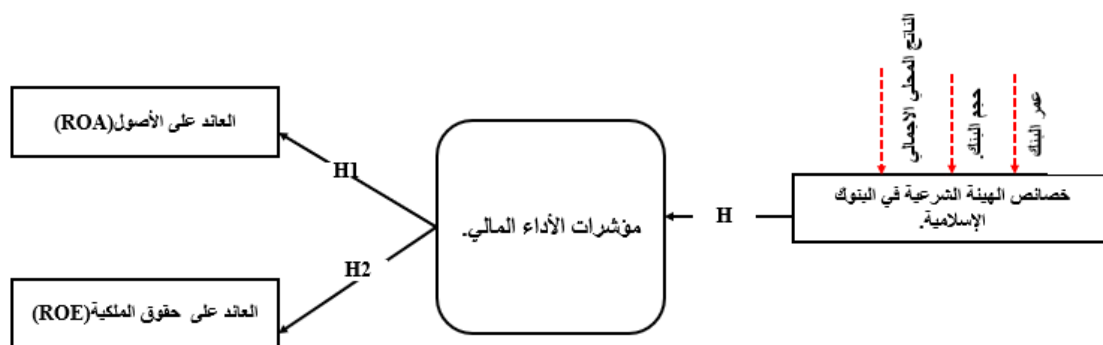 الناتج المحلي الاجمالي
حجم البنك.
عمر البنك
خصائص الهيئة الشرعية في البنوك
الإسلامية.
H
مؤشرات الأداء المالي.
H1
H2
العائد على الأصول(ROA)
العائد على حقوق الملكية(ROE)